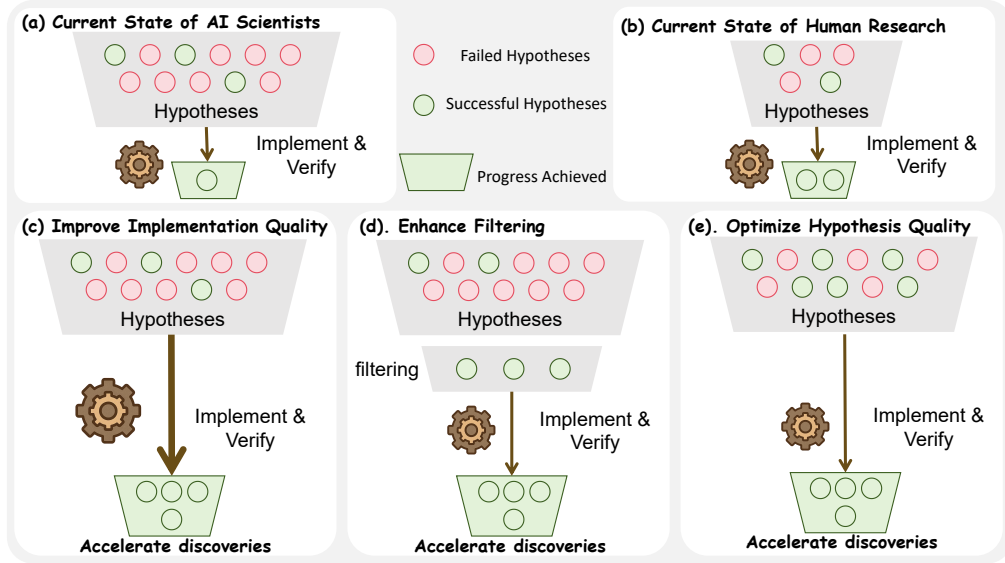 (a) Current State of AI Scientists
Hypotheses
Implement &
Verify
Failed Hypotheses
Successful Hypotheses
Progress Achieved
(b) Current State of Human Research
Hypotheses
Implement &
Verify
(c) Improve Implementation Quality
Hypotheses
Implement &
Verify
Accelerate discoveries
(d). Enhance Filtering
Hypotheses
filtering
Implement &
Verify
Accelerate discoveries
(e). Optimize Hypothesis Quality
Hypotheses
Implement &
Verify
Accelerate discoveries